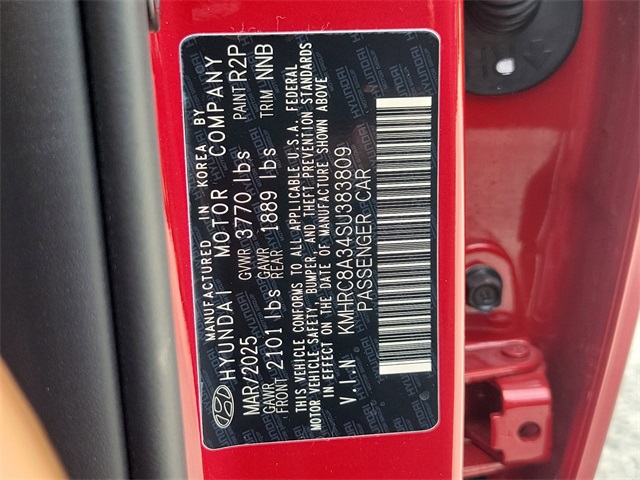 MANUFACTURED IN KOREA BY
HYUNDAI MOTOR COMPANY
MAR/2025 GVWR 3770 lbs PAINT R2P
GAWR FRONT 2101 lbs GAWR REAR 1889 lbs TRIM NNB
THIS VEHICLE CONFORMS TO ALL APPLICABLE U.S.A. FEDERAL
MOTOR VEHICLE SAFETY, BUMPER, AND THEFT PREVENTION STANDARDS
IN EFFECT ON THE DATE OF MANUFACTURE SHOWN ABOVE
V.I.N. KMHRC8A34SU383809
PASSENGER CAR